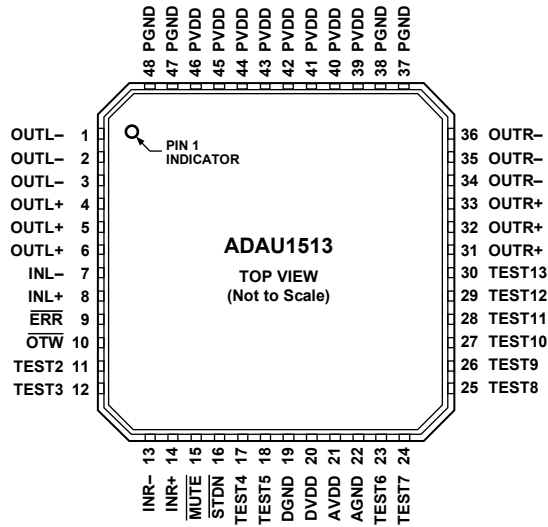 48 PGND
47 PGND
46 PVDD
45 PVDD
44 PVDD
43 PVDD
42 PVDD
41 PVDD
40 PVDD
39 PVDD
38 PGND
37 PGND
OUTL– 1
OUTL– 2
OUTL– 3
OUTL+ 4
OUTL+ 5
OUTL+ 6
INL– 7
INL+ 8
ERR 9
OTW 10
TEST2 11
TEST3 12
PIN 1
INDICATOR
ADAU1513
TOP VIEW
(Not to Scale)
36 OUTR–
35 OUTR–
34 OUTR–
33 OUTR+
32 OUTR+
31 OUTR+
30 TEST13
29 TEST12
28 TEST11
27 TEST10
26 TEST9
25 TEST8
INR– 13
INR+ 14
MUTE 15
STDN 16
TEST4 17
TEST5 18
DGND 19
DVDD 20
AVDD 21
AGND 22
TEST6 23
TEST7 24